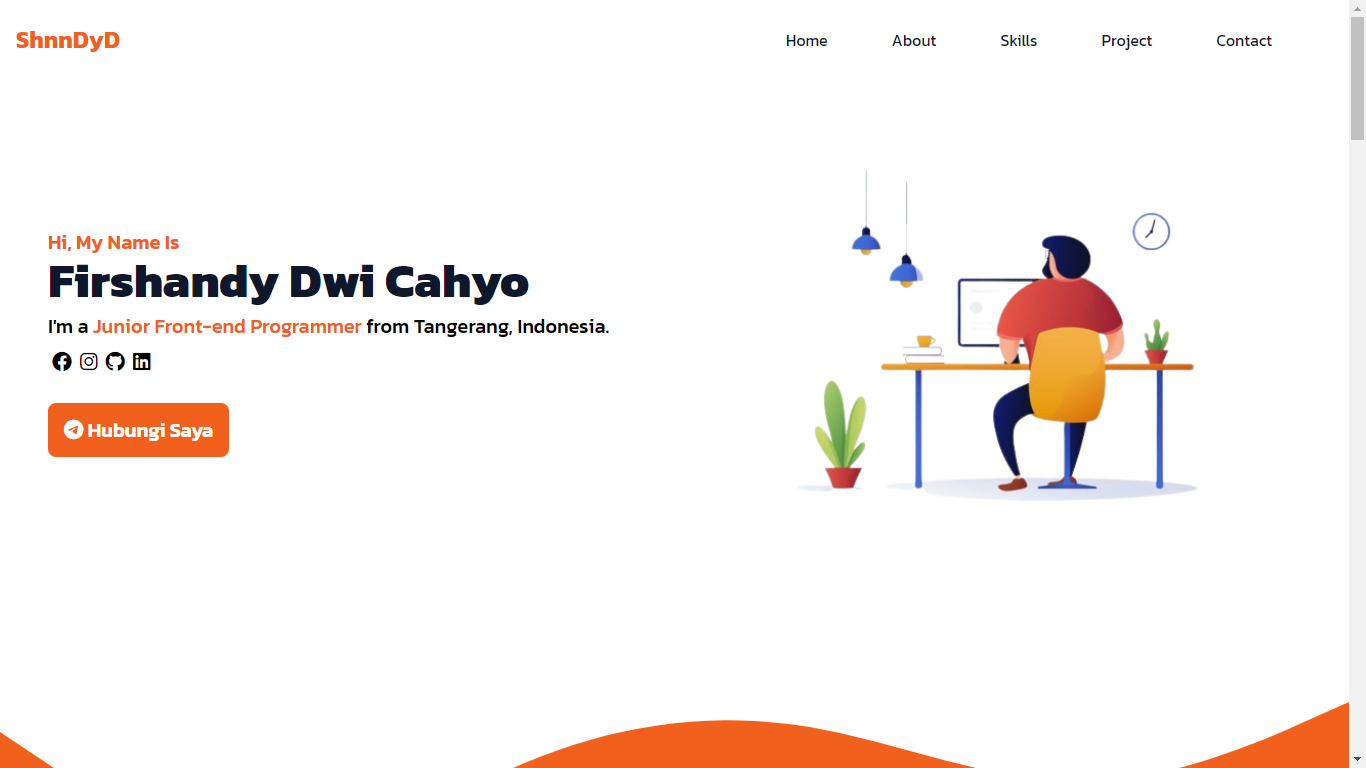 ShnnDyD
Home About Skills Project Contact
Hi, My Name Is
Firshandy Dwi Cahyo
I'm a Junior Front-end Programmer from Tangerang, Indonesia.
Hubungi Saya